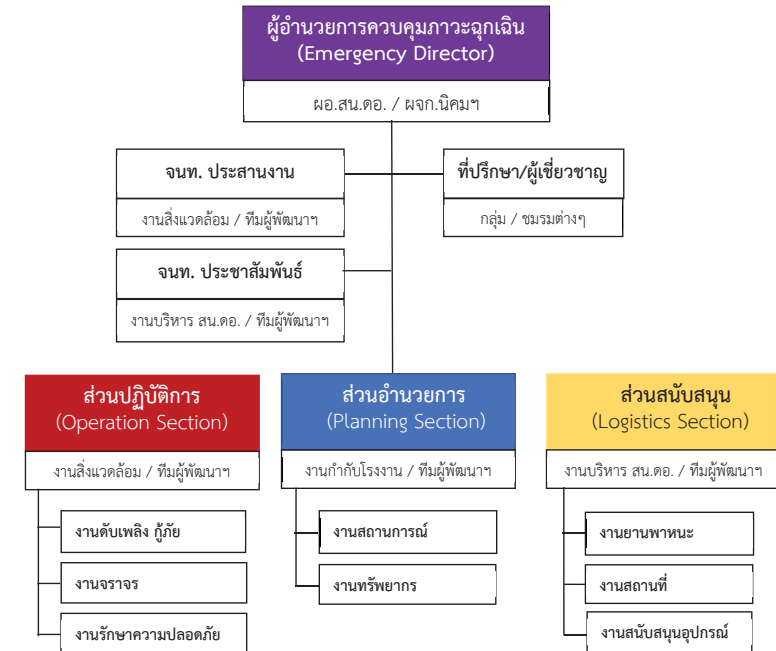 ผู้อำนวยการควบคุมภาวะฉุกเฉิน
(Emergency Director)
ผอ.สน.ดอ. / ผจก.นิคมฯ
จนท. ประสานงาน
งานสิ่งแวดล้อม / ทีมผู้พัฒนาฯ
ที่ปรึกษา/ผู้เชี่ยวชาญ
กลุ่ม / ชมรมต่างๆ
จนท. ประชาสัมพันธ์
งานบริหาร สน.ดอ. / ทีมผู้พัฒนาฯ
ส่วนปฏิบัติการ
(Operation Section)
งานสิ่งแวดล้อม / ทีมผู้พัฒนาฯ
งานดับเพลิง กู้ภัย
งานจราจร
งานรักษาความปลอดภัย
ส่วนอำนวยการ
(Planning Section)
งานกำกับโรงงาน / ทีมผู้พัฒนาฯ
งานสถานการณ์
งานทรัพยากร
ส่วนสนับสนุน
(Logistics Section)
งานบริหาร สน.ดอ. / ทีมผู้พัฒนาฯ
งานยานพาหนะ
งานสถานที่
งานสนับสนุนอุปกรณ์